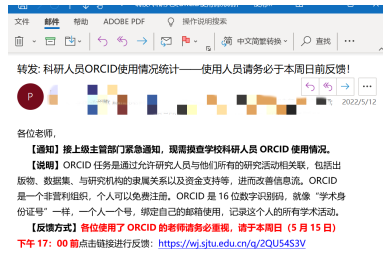 文件 邮件 帮助 ADOBE PDF 操作说明搜索
简 中文简繁转换 查找
转发: 科研人员ORCID使用情况统计——使用人员请务必于本周日前反馈!
P
2022/5/12
各位老师,
【通知】接上级主管部门紧急通知,现需摸查学校科研人员 ORCID 使用情况。
【说明】ORCID 任务是通过允许研究人员与他们所有的研究活动相关联,包括出
版物、数据集、与研究机构的隶属关系以及资金支持等,进而改善信息流。ORCID
是一个非营利组织,个人可以免费注册。ORCID 是 16 位数字识别码,就像“学术身
份证号”一样,一个人一个号,绑定自己的邮箱使用,记录这个人的所有学术活动。
【反馈方式】各位使用了 ORCID 的老师请务必重视,请于本周日(5 月 15 日)
下午 17:00 前点击链接进行反馈:https://wj.sjtu.edu.cn/q/2QU54S3V